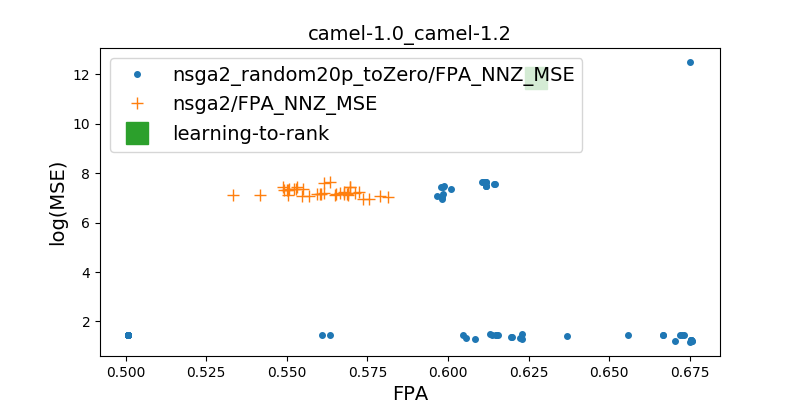 camel-1.0_camel-1.2
nsga2_random20p_toZero/FPA_NNZ_MSE
nsga2/FPA_NNZ_MSE
learning-to-rank
log(MSE)
12
10
8
6
4
2
0.500 0.525 0.550 0.575 0.600 0.625 0.650 0.675
FPA